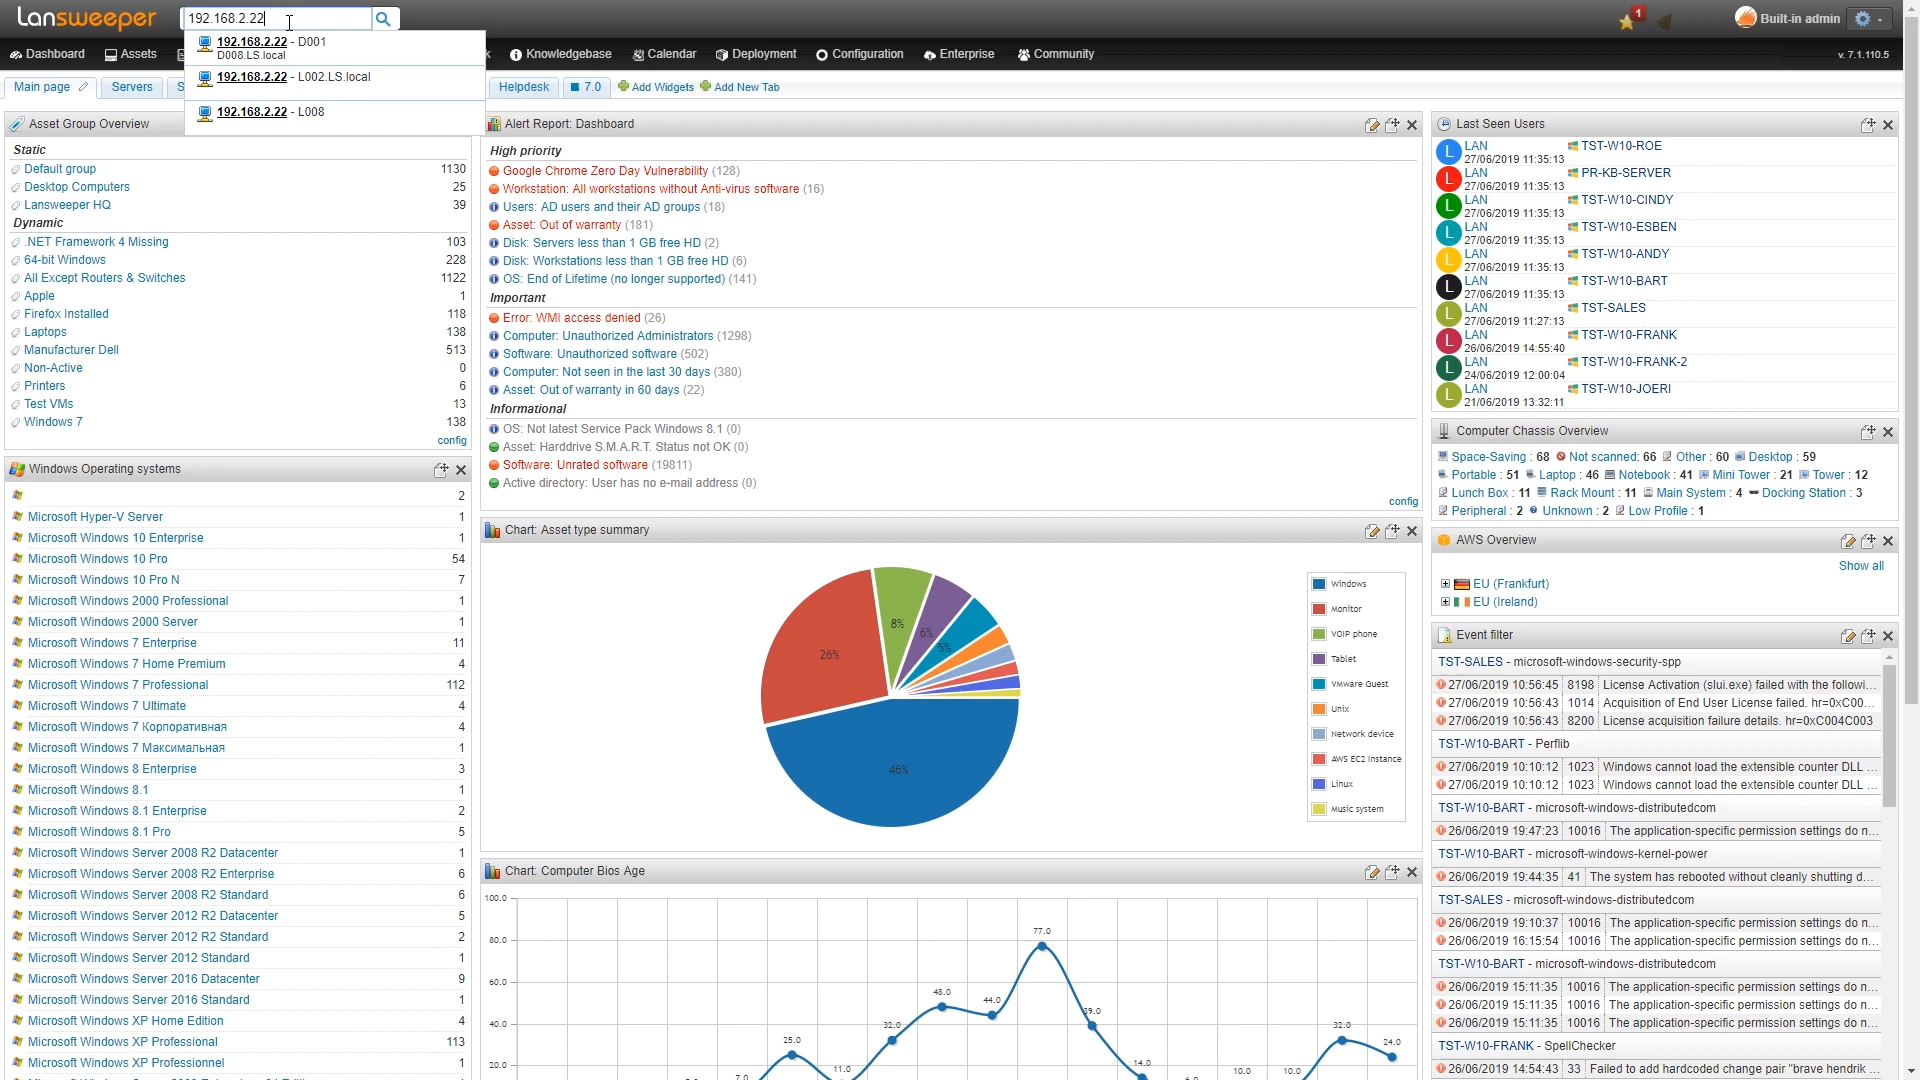 Lansweeper
192.168.2.22
1
Built-in admin
192.168.2.22 - D001
D008.LS.local
192.168.2.22 - L002.LS.local
192.168.2.22 - L008
Dashboard
Assets
Knowledgebase
Calendar
Deployment
Configuration
Enterprise
Community
v. 7.1.110.5
Main page
Servers
S
Helpdesk
7.0
Add Widgets
Add New Tab
Asset Group Overview
Static
Default group 1130
Desktop Computers 25
Lansweeper HQ 39
Dynamic
.NET Framework 4 Missing 103
64-bit Windows 228
All Except Routers & Switches 1122
Apple 1
Firefox Installed 118
Laptops 138
Manufacturer Dell 513
Non-Active 0
Printers 6
Test VMs 13
Windows 7 138
config
Windows Operating systems
2
Microsoft Hyper-V Server 1
Microsoft Windows 10 Enterprise 1
Microsoft Windows 10 Pro 54
Microsoft Windows 10 Pro N 7
Microsoft Windows 2000 Professional 1
Microsoft Windows 2000 Server 1
Microsoft Windows 7 Enterprise 11
Microsoft Windows 7 Home Premium 4
Microsoft Windows 7 Professional 112
Microsoft Windows 7 Ultimate 4
Microsoft Windows 7 Корпоративная 4
Microsoft Windows 7 Максимальная 1
Microsoft Windows 8 Enterprise 3
Microsoft Windows 8.1 1
Microsoft Windows 8.1 Enterprise 2
Microsoft Windows 8.1 Pro 5
Microsoft Windows Server 2008 R2 Datacenter 1
Microsoft Windows Server 2008 R2 Enterprise 6
Microsoft Windows Server 2008 R2 Standard 6
Microsoft Windows Server 2012 R2 Datacenter 5
Microsoft Windows Server 2012 R2 Standard 2
Microsoft Windows Server 2012 Standard 1
Microsoft Windows Server 2016 Datacenter 9
Microsoft Windows Server 2016 Standard 1
Microsoft Windows XP Home Edition 4
Microsoft Windows XP Professional 113
Microsoft Windows XP Professionnel 1
Alert Report: Dashboard
High priority
Google Chrome Zero Day Vulnerability (128)
Workstation: All workstations without Anti-virus software (16)
Users: AD users and their AD groups (18)
Asset: Out of warranty (181)
Disk: Servers less than 1 GB free HD (2)
Disk: Workstations less than 1 GB free HD (6)
OS: End of Lifetime (no longer supported) (141)
Important
Error: WMI access denied (26)
Computer: Unauthorized Administrators (1298)
Software: Unauthorized software (502)
Computer: Not seen in the last 30 days (380)
Asset: Out of warranty in 60 days (22)
Informational
OS: Not latest Service Pack Windows 8.1 (0)
Asset: Harddrive S.M.A.R.T. Status not OK (0)
Software: Unrated software (19811)
Active directory: User has no e-mail address (0)
config
Chart: Asset type summary
46%
26%
8%
6%
5%
Windows
Monitor
VOIP phone
Tablet
VMware Guest
Unix
Network device
AWS EC2 Instance
Linux
Music system
Chart: Computer Bios Age
100.0
80.0
60.0
40.0
20.0
7.0
25.0
11.0
32.0
48.0
44.0
77.0
39.0
14.0
6.0
10.0
10.0
32.0
24.0
Last Seen Users
L LAN TST-W10-ROE
27/06/2019 11:35:13
L LAN PR-KB-SERVER
27/06/2019 11:35:13
L LAN TST-W10-CINDY
27/06/2019 11:35:13
L LAN TST-W10-ESBEN
27/06/2019 11:35:13
L LAN TST-W10-ANDY
27/06/2019 11:35:13
L LAN TST-W10-BART
27/06/2019 11:35:13
L LAN TST-SALES
27/06/2019 11:27:13
L LAN TST-W10-FRANK
26/06/2019 14:55:40
L LAN TST-W10-FRANK-2
24/06/2019 12:00:04
L LAN TST-W10-JOERI
21/06/2019 13:32:11
Computer Chassis Overview
Space-Saving : 68 Not scanned: 66 Other : 60 Desktop : 59
Portable : 51 Laptop : 46 Notebook : 41 Mini Tower : 21 Tower : 12
Lunch Box : 11 Rack Mount : 11 Main System : 4 Docking Station : 3
Peripheral : 2 Unknown : 2 Low Profile : 1
AWS Overview
Show all
EU (Frankfurt)
EU (Ireland)
Event filter
TST-SALES - microsoft-windows-security-spp
27/06/2019 10:56:45 8198 License Activation (slui.exe) failed with the followi...
27/06/2019 10:56:43 1014 Acquisition of End User License failed. hr=0xC00...
27/06/2019 10:56:43 8200 License acquisition failure details. hr=0xC004C003
TST-W10-BART - Perflib
27/06/2019 10:10:12 1023 Windows cannot load the extensible counter DLL ...
27/06/2019 10:10:12 1023 Windows cannot load the extensible counter DLL ...
TST-W10-BART - microsoft-windows-distributedcom
26/06/2019 19:47:23 10016 The application-specific permission settings do n...
TST-W10-BART - microsoft-windows-kernel-power
26/06/2019 19:44:35 41 The system has rebooted without cleanly shutting d...
TST-SALES - microsoft-windows-distributedcom
26/06/2019 19:10:37 10016 The application-specific permission settings do n...
26/06/2019 16:15:54 10016 The application-specific permission settings do n...
TST-W10-BART - microsoft-windows-distributedcom
26/06/2019 15:11:35 10016 The application-specific permission settings do n...
26/06/2019 15:11:35 10016 The application-specific permission settings do n...
26/06/2019 15:11:35 10016 The application-specific permission settings do n...
TST-W10-FRANK - SpellChecker
26/06/2019 14:54:43 33 Failed to add hardcoded change pair "brave hendrik ...